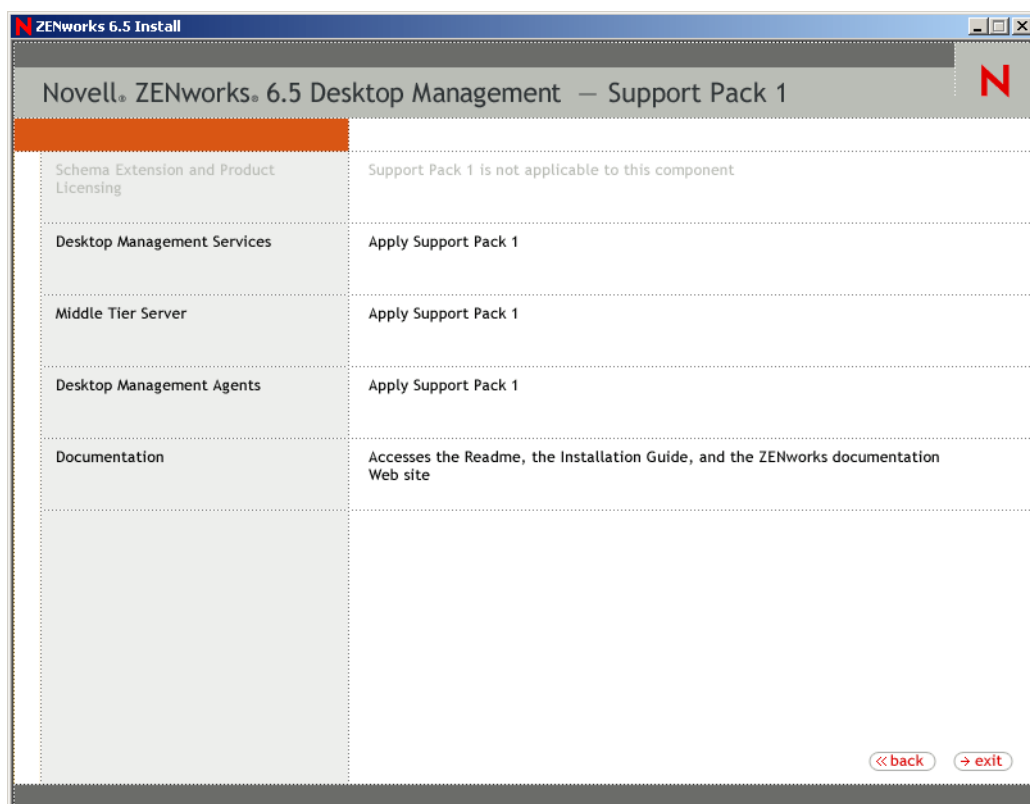 N ZENworks 6.5 Install
Novell® ZENworks® 6.5 Desktop Management — Support Pack 1
N
Schema Extension and Product
Licensing
Support Pack 1 is not applicable to this component
Desktop Management Services
Apply Support Pack 1
Middle Tier Server
Apply Support Pack 1
Desktop Management Agents
Apply Support Pack 1
Documentation
Accesses the Readme, the Installation Guide, and the ZENworks documentation
Web site
« back
→ exit